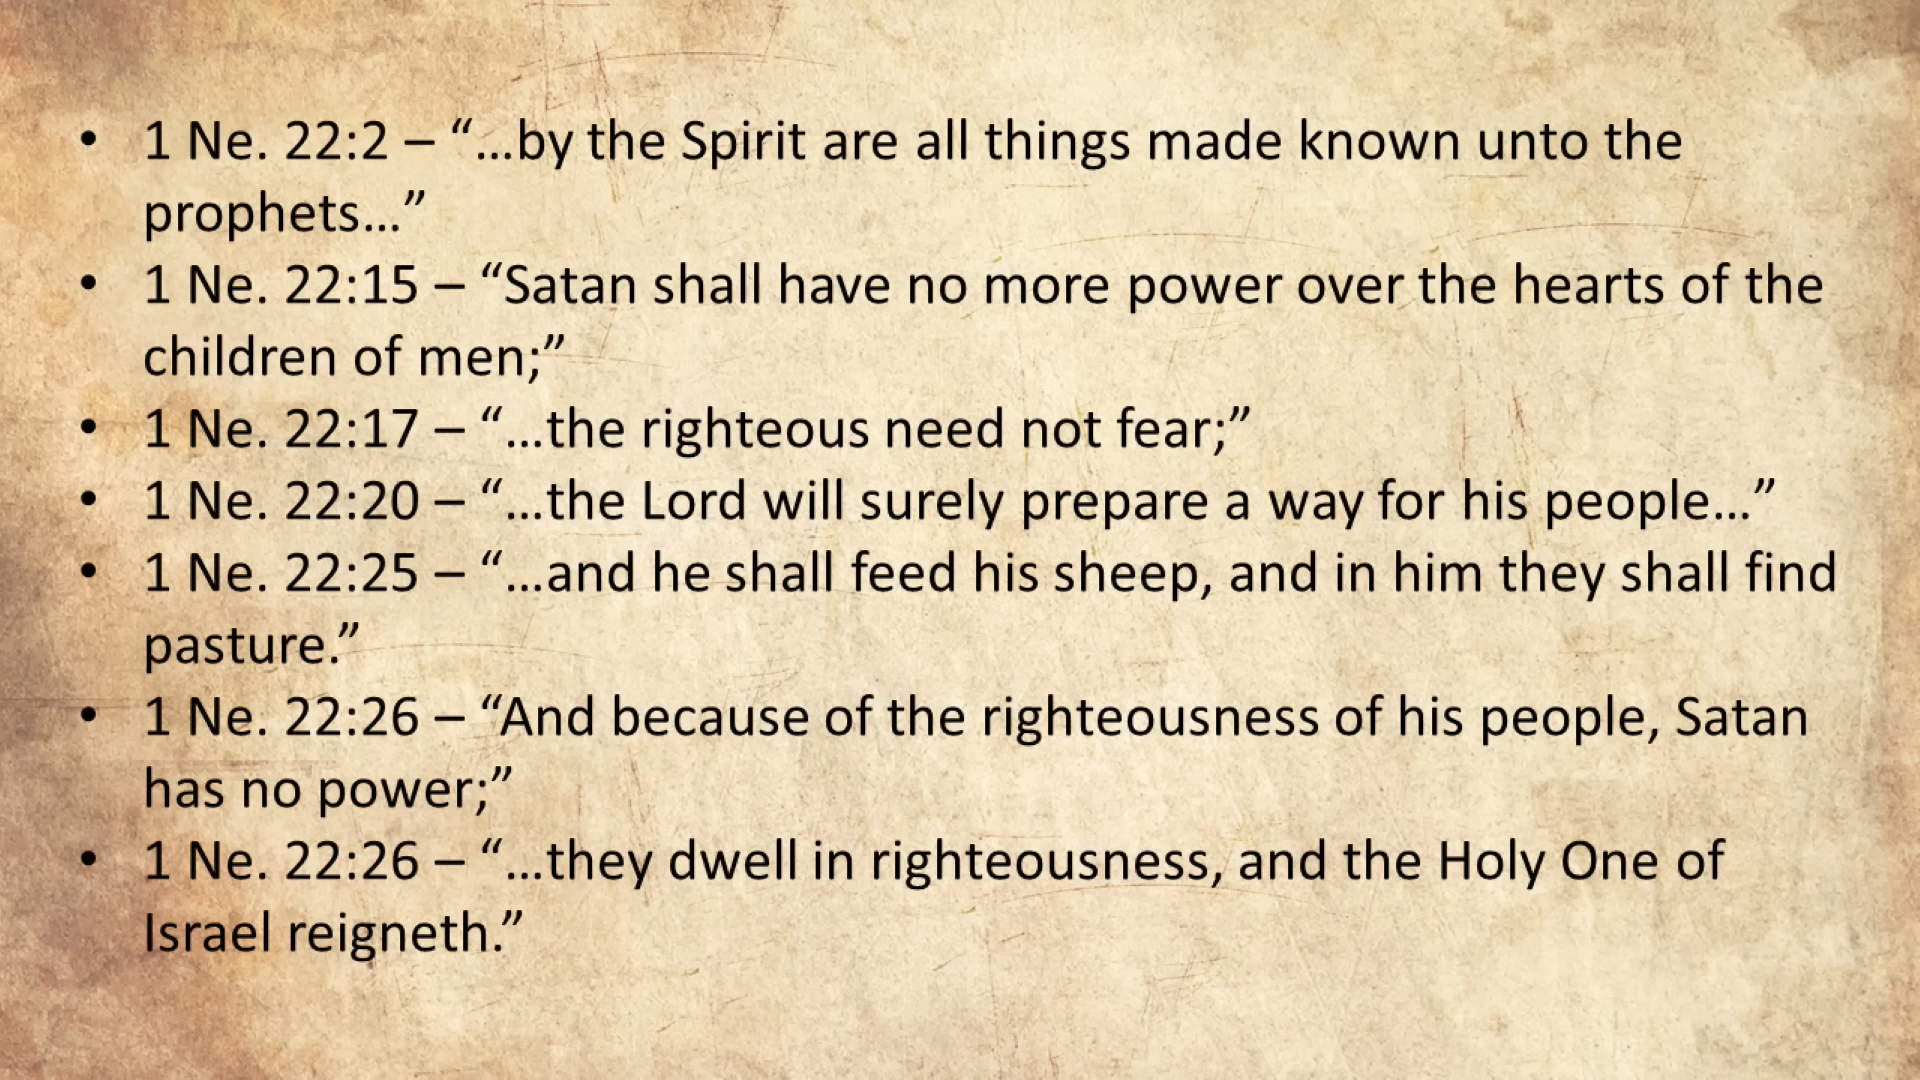 • 1 Ne. 22:2 – “…by the Spirit are all things made known unto the
prophets…”
• 1 Ne. 22:15 – “Satan shall have no more power over the hearts of the
children of men;”
• 1 Ne. 22:17 – “…the righteous need not fear;”
• 1 Ne. 22:20 – “…the Lord will surely prepare a way for his people…”
• 1 Ne. 22:25 – “…and he shall feed his sheep, and in him they shall find
pasture.”
• 1 Ne. 22:26 – “And because of the righteousness of his people, Satan
has no power;”
• 1 Ne. 22:26 – “…they dwell in righteousness, and the Holy One of
Israel reigneth.”